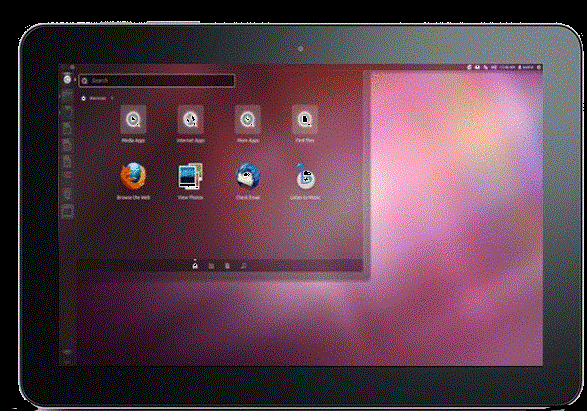 Search
Media Apps
Internet Apps
More Apps
Find Files
Browse the Web
View Photos
Check Email
Listen to Music